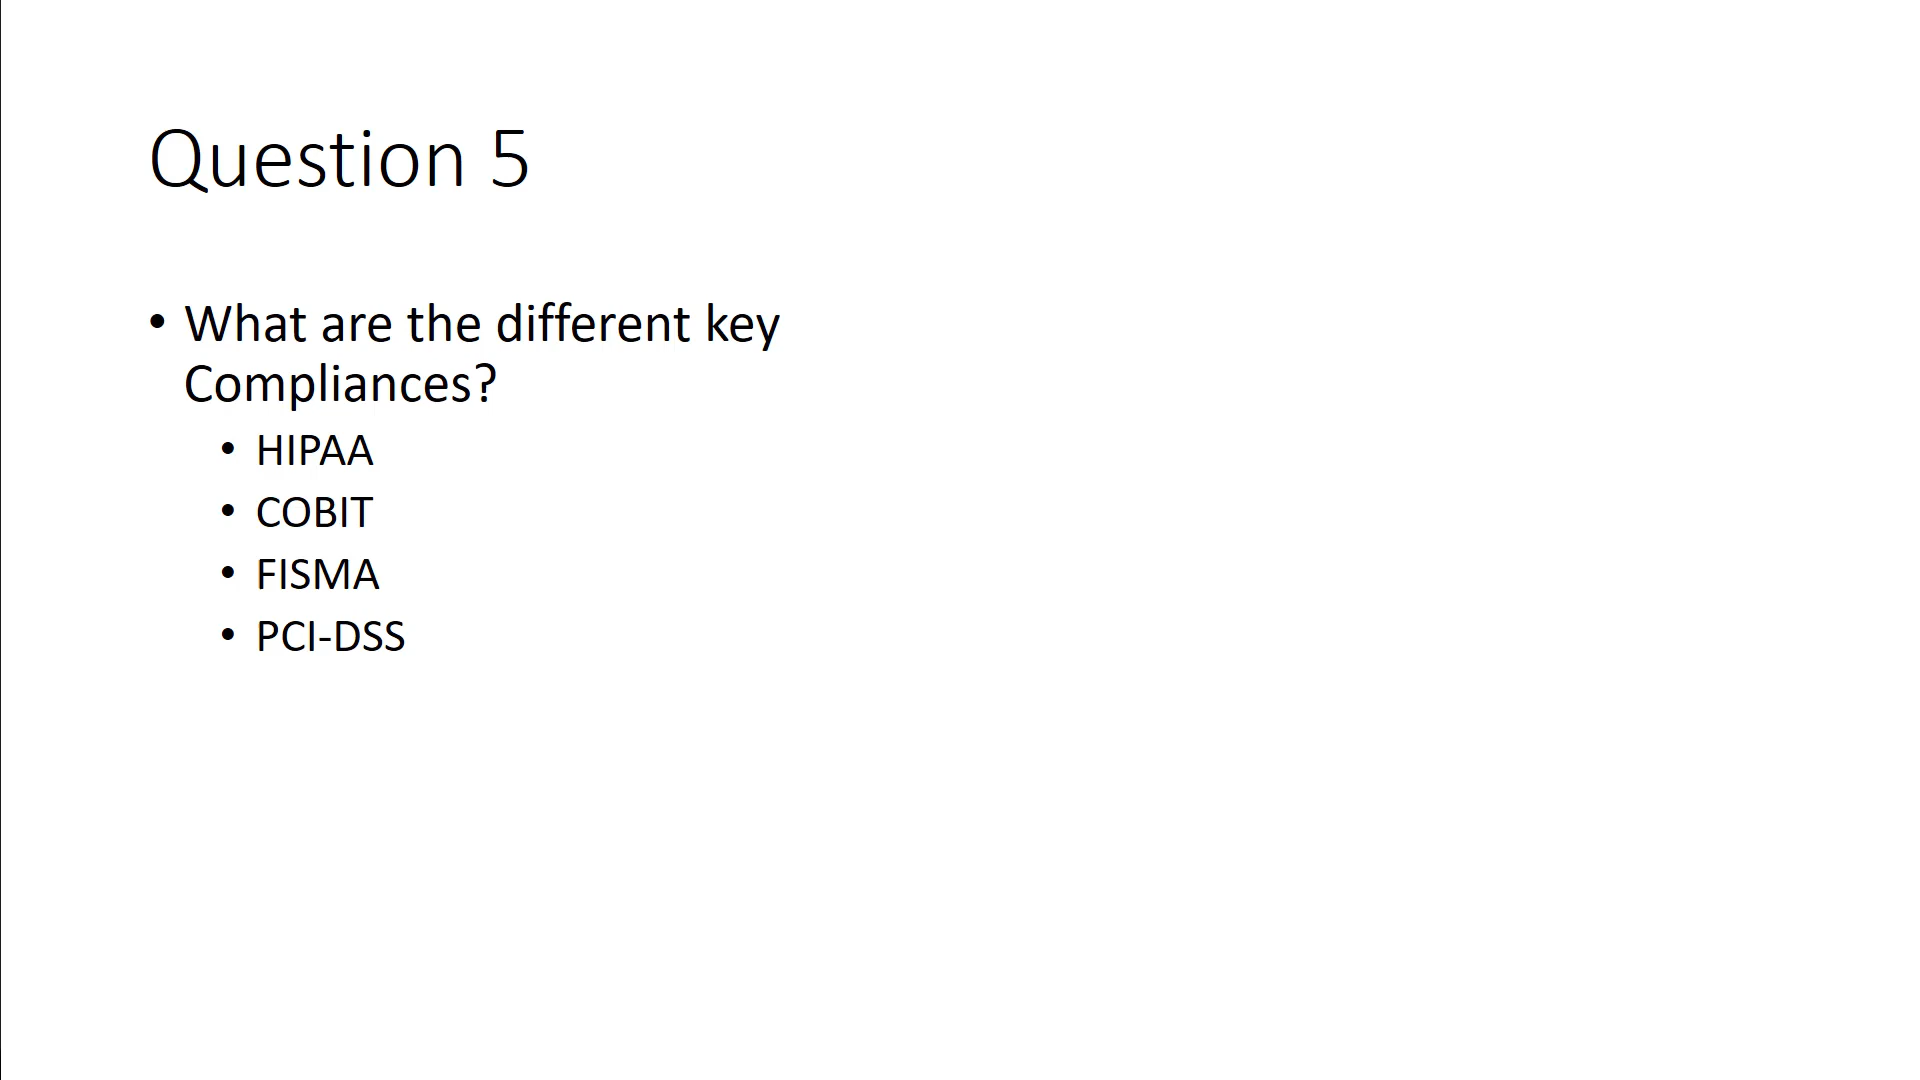 Question 5
• What are the different key
Compliances?
• HIPAA
• COBIT
• FISMA
• PCI-DSS